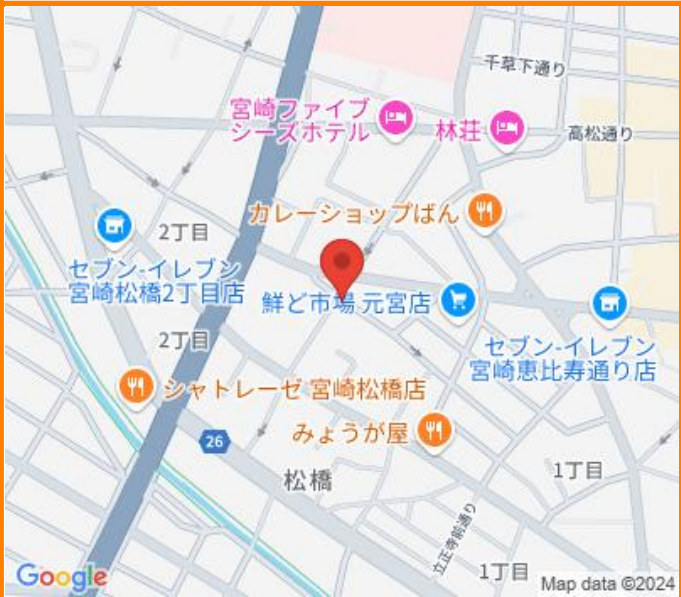 千草下通り
宮崎ファイブ
シーズホテル
林荘
高松通り
カレーショップばん
2丁目
セブン-イレブン
宮崎松橋2丁目店
鮮ど市場 元宮店
セブン-イレブン
宮崎恵比寿通り店
2丁目
シャトレーゼ 宮崎松橋店
みょうが屋
26
松橋
1丁目
立正寺前通り
1丁目
Google
Map data ©2024